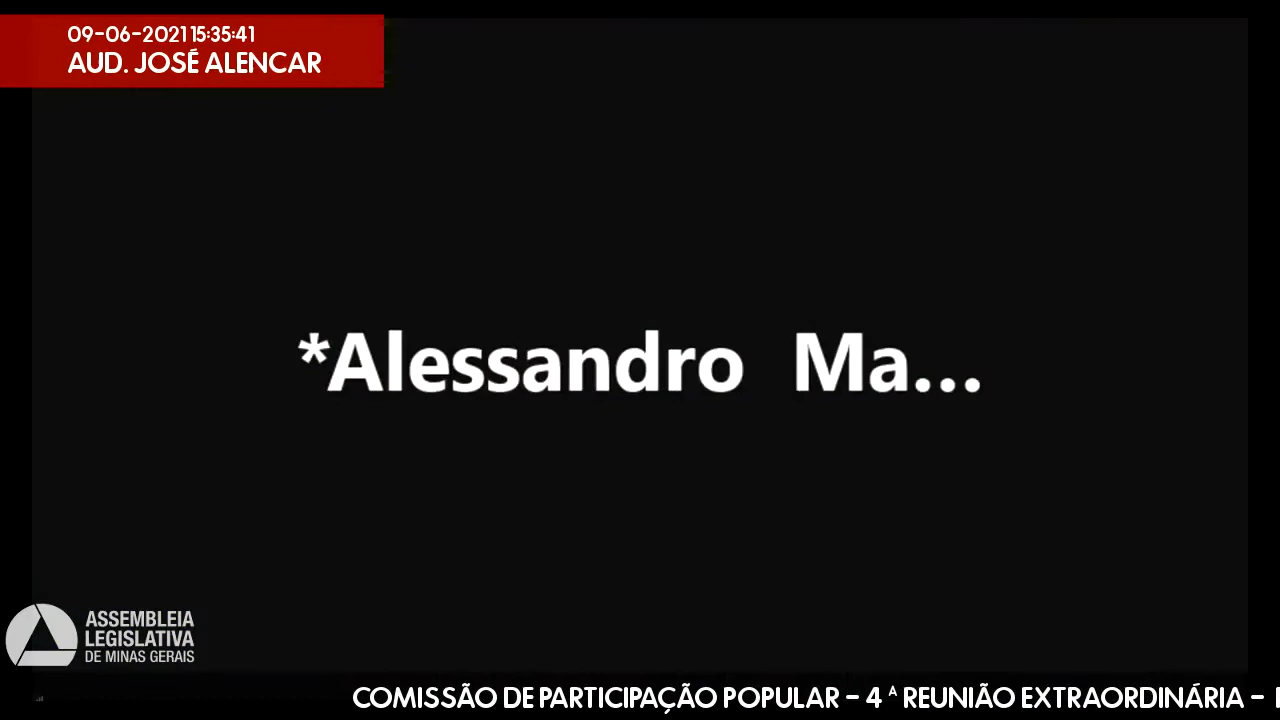 09-06-2021 15:35:41
AUD. JOSÉ ALENCAR
*Alessandro Ma...
ASSEMBLEIA
LEGISLATIVA
DE MINAS GERAIS
COMISSÃO DE PARTICIPAÇÃO POPULAR - 4 ª REUNIÃO EXTRAORDINÁRIA -